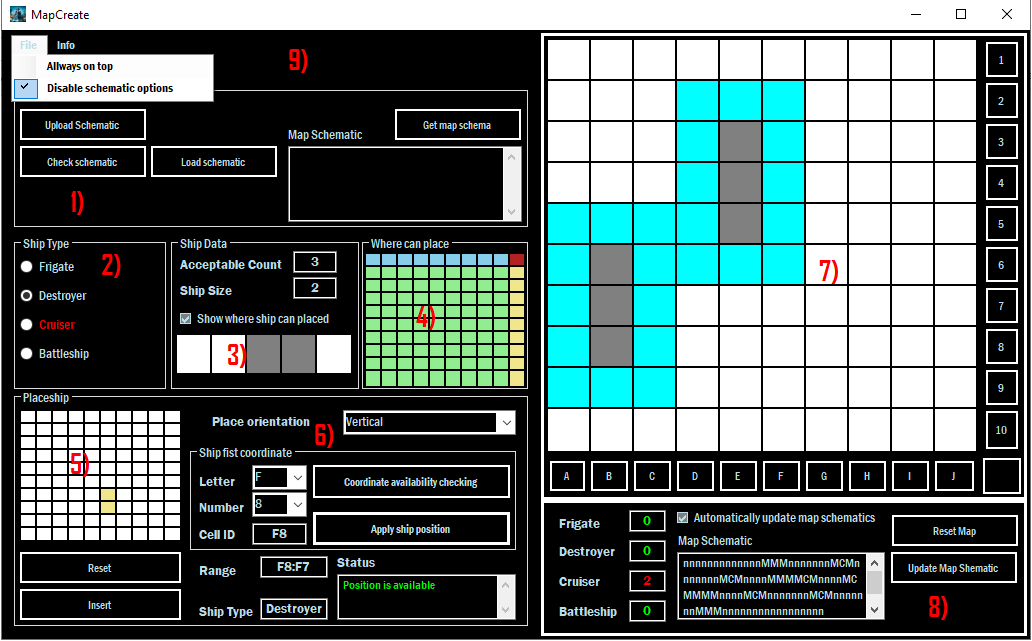 MapCreate
File Info
9)
Allways on top
Disable schematic options
Upload Schematic
Map Schematic
Get map schema
Check schematic
Load schematic
1)
Ship Type
2)
Frigate
Destroyer
Cruiser
Battleship
Ship Data
Acceptable Count 3
Ship Size 2
Show where ship can placed
3)
Where can place
4)
Placeship
5)
Place orientation Vertical
6)
Ship fist coordinate
Letter F
Number 8
Cell ID F8
Coordinate availability checking
Apply ship position
Reset
Insert
Range F8:F7
Ship Type Destroyer
Status
Position is available
7)
1
2
3
4
5
6
7
8
9
10
A B C D E F G H I J
Frigate 0
Destroyer 0
Cruiser 2
Battleship 0
Automatically update map schematics
Map Schematic
nnnnnnnnnnnnnMMMnnnnnnnMCMn
nnnnnnMCMnnnnMMMMCMnnnnMC
MMMMnnnnMCMnnnnnnnMCMnnnnn
nnMMMnnnnnnnnnnnnnnnnn
Reset Map
Update Map Shematic
8)